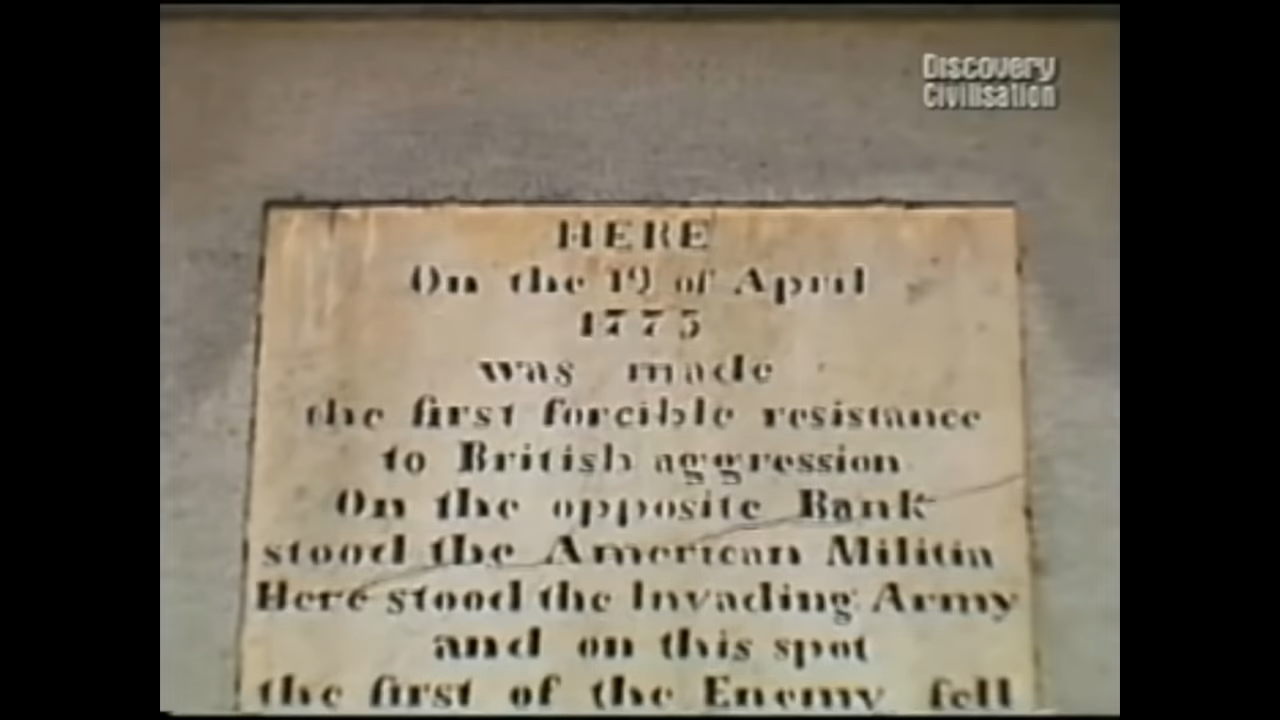 Discovery
Civilisation
HERE
On the 19 of April
1775
was made
the first forcible resistance
to British aggression
On the opposite Bank
stood the American Militia
Here stood the Invading Army
and on this spot
the first of the Enemy fell